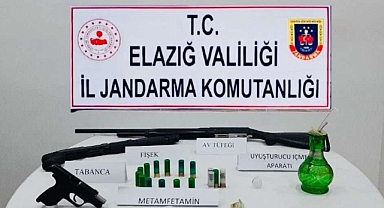 T.C.
ELAZIĞ VALİLİĞİ
İL JANDARMA KOMUTANLIĞI
AV TÜFEĞİ
FİŞEK
UYUŞTURUCU İÇME
APARATI
TABANCA
METAMFETAMİN